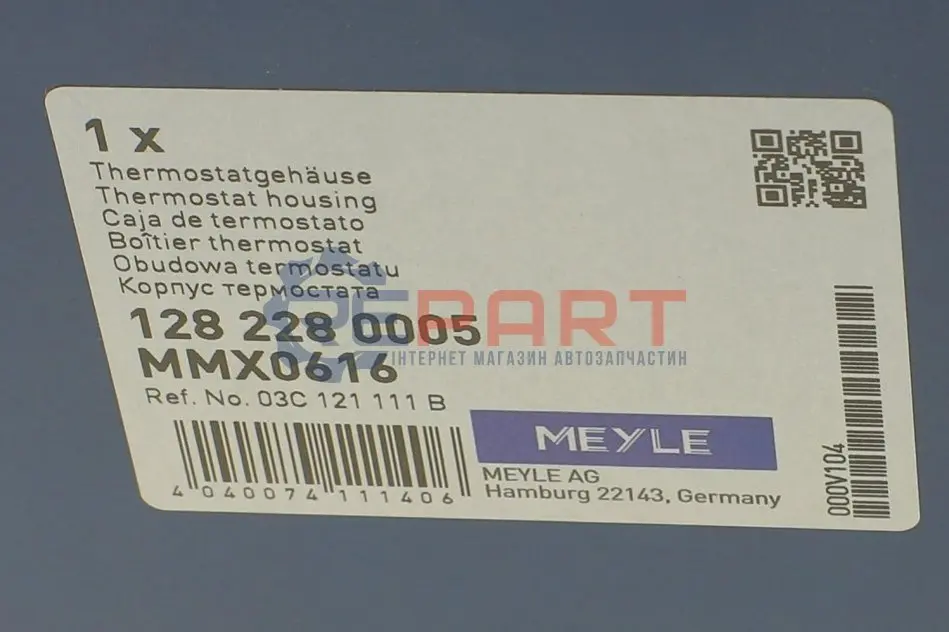 1 x
Thermostatgehäuse
Thermostat housing
Caja de termostato
Boîtier thermostat
Obudowa termostatu
Корпус термостата
128 228 0005
MMX0616
Ref. No. 03C 121 111 B
4 040074 111406
MEYLE
MEYLE AG
Hamburg 22143, Germany
000V104
PEPART
ІНТЕРНЕТ МАГАЗИН АВТОЗАПЧАСТИН